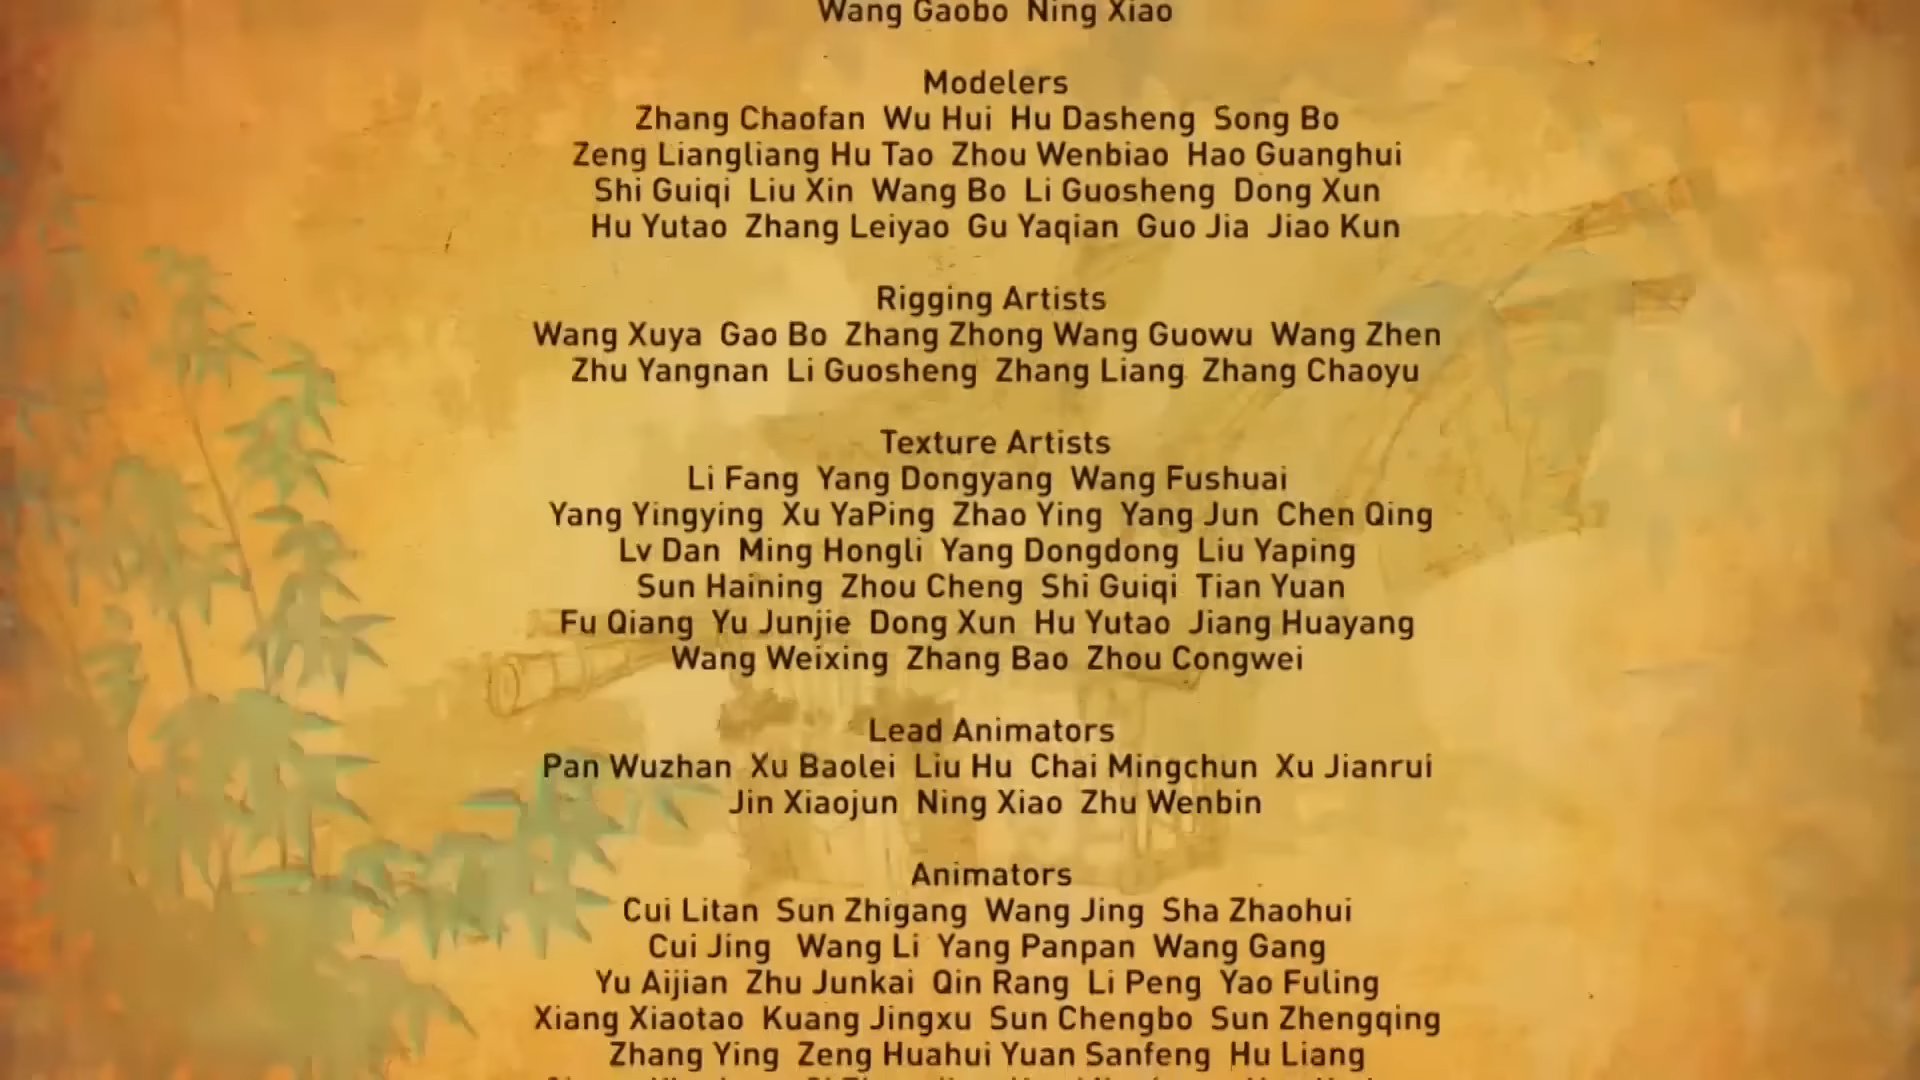 Wang Gaobo Ning Xiao
Modelers
Zhang Chaofan Wu Hui Hu Dasheng Song Bo
Zeng Liangliang Hu Tao Zhou Wenbiao Hao Guanghui
Shi Guiqi Liu Xin Wang Bo Li Guosheng Dong Xun
Hu Yutao Zhang Leiyao Gu Yaqian Guo Jia Jiao Kun
Rigging Artists
Wang Xuya Gao Bo Zhang Zhong Wang Guowu Wang Zhen
Zhu Yangnan Li Guosheng Zhang Liang Zhang Chaoyu
Texture Artists
Li Fang Yang Dongyang Wang Fushuai
Yang Yingying Xu YaPing Zhao Ying Yang Jun Chen Qing
Lv Dan Ming Hongli Yang Dongdong Liu Yaping
Sun Haining Zhou Cheng Shi Guiqi Tian Yuan
Fu Qiang Yu Junjie Dong Xun Hu Yutao Jiang Huayang
Wang Weixing Zhang Bao Zhou Congwei
Lead Animators
Pan Wuzhan Xu Baolei Liu Hu Chai Mingchun Xu Jianrui
Jin Xiaojun Ning Xiao Zhu Wenbin
Animators
Cui Litan Sun Zhigang Wang Jing Sha Zhaohui
Cui Jing Wang Li Yang Panpan Wang Gang
Yu Aijian Zhu Junkai Qin Rang Li Peng Yao Fuling
Xiang Xiaotao Kuang Jingxu Sun Chengbo Sun Zhengqing
Zhang Ying Zeng Huahui Yuan Sanfeng Hu Liang